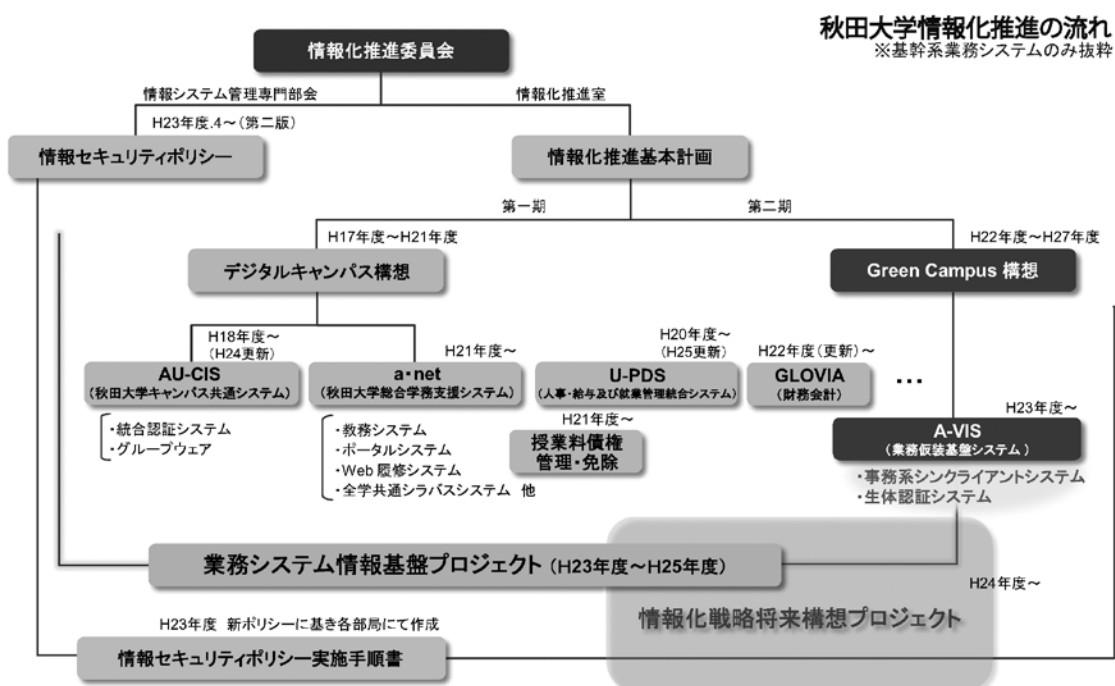 秋田大学情報化推進の流れ
※基幹系業務システムのみ抜粋
情報化推進委員会
情報システム管理専門部会
情報化推進室
H23年度.4～(第二版)
情報セキュリティポリシー
情報化推進基本計画
第一期
第二期
H17年度～H21年度
H22年度～H27年度
デジタルキャンパス構想
Green Campus 構想
H18年度～
(H24更新)
AU-CIS
(秋田大学キャンパス共通システム)
・統合認証システム
・グループウェア
H21年度～
a・net
(秋田大学総合学務支援システム)
・教務システム
・ポータルシステム
・Web 履修システム
・全学共通シラバスシステム 他
H20年度～
(H25更新)
U-PDS
(人事・給与及び就業管理統合システム)
H21年度～
授業料債権
管理・免除
H22年度(更新)～
GLOVIA
(財務会計)
…
H23年度～
A-VIS
(業務仮装基盤システム)
・事務系シンクライアントシステム
・生体認証システム
業務システム情報基盤プロジェクト (H23年度～H25年度)
H24年度～
情報化戦略将来構想プロジェクト
H23年度 新ポリシーに基き各部局にて作成
情報セキュリティポリシー実施手順書